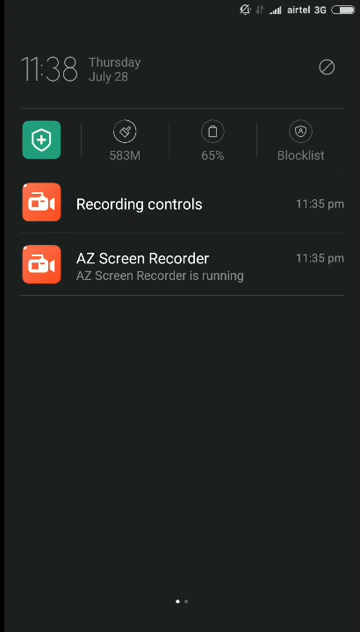 airtel 3G
11:38 Thursday
July 28
583M 65% Blocklist
Recording controls 11:35 pm
AZ Screen Recorder 11:35 pm
AZ Screen Recorder is running